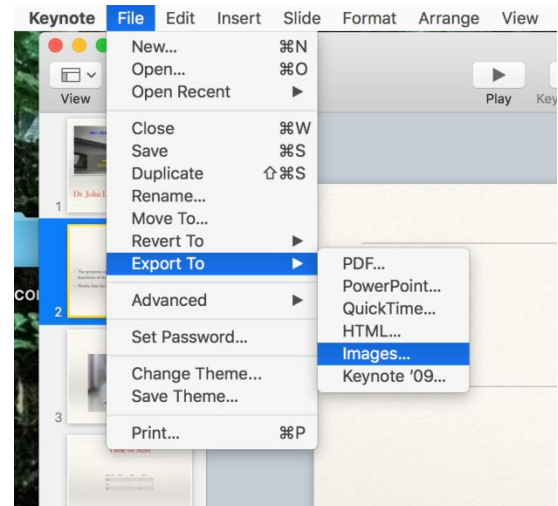 Keynote File Edit Insert Slide Format Arrange View
New... ⌘N
Open... ⌘O
Open Recent ▶
Close ⌘W
Save ⌘S
Duplicate ⇧⌘S
Rename...
Move To...
Revert To ▶
Export To ▶
Advanced ▶
Set Password...
Change Theme...
Save Theme...
Print... ⌘P
PDF...
PowerPoint...
QuickTime...
HTML...
Images...
Keynote '09...
View
Play Key
1
Dr. John
2
3